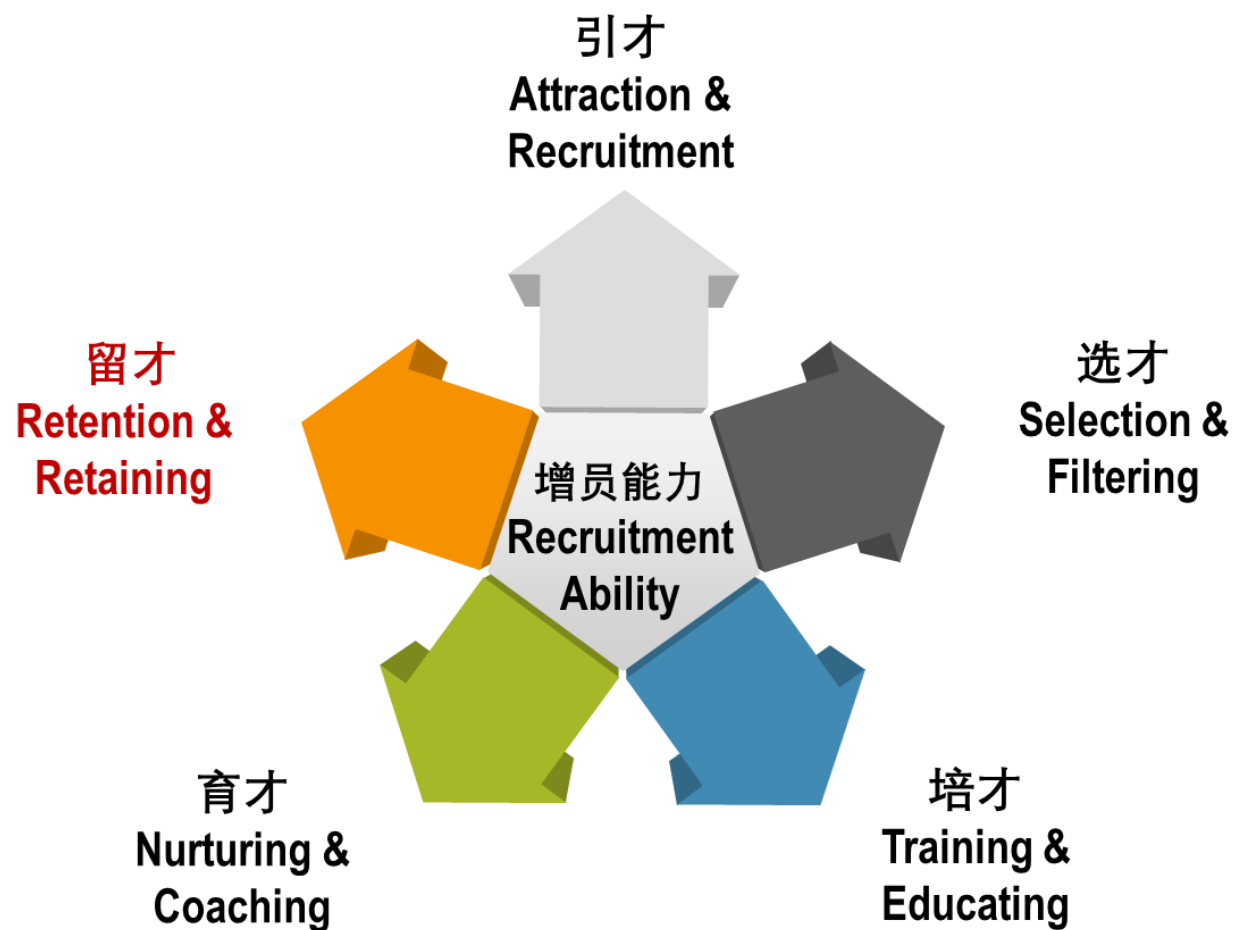 引才
Attraction &
Recruitment
留才
Retention &
Retaining
选才
Selection &
Filtering
增员能力
Recruitment
Ability
育才
Nurturing &
Coaching
培才
Training &
Educating